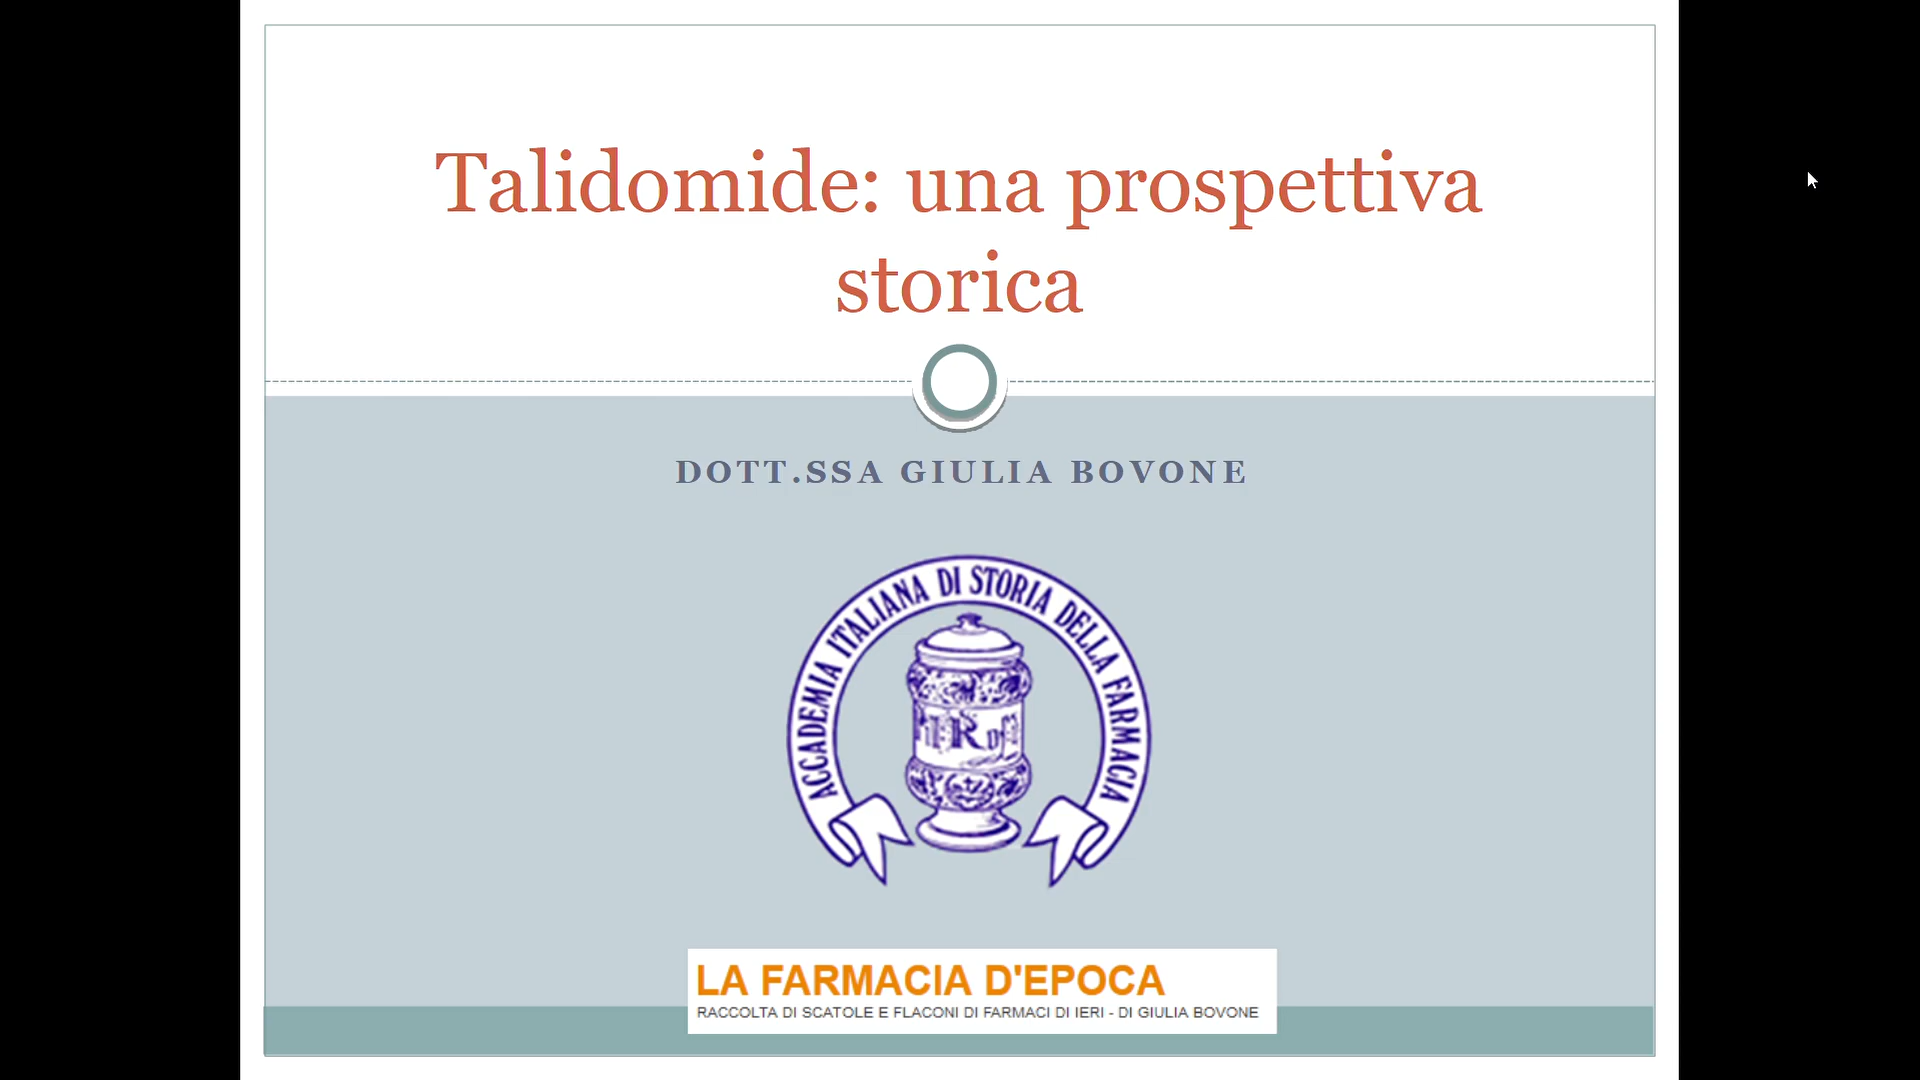 Talidomide: una prospettiva
storica
DOTT.SSA GIULIA BOVONE
ACCADEMIA ITALIANA DI STORIA DELLA FARMACIA
LA FARMACIA D'EPOCA
RACCOLTA DI SCATOLE E FLACONI DI FARMACI DI IERI - DI GIULIA BOVONE